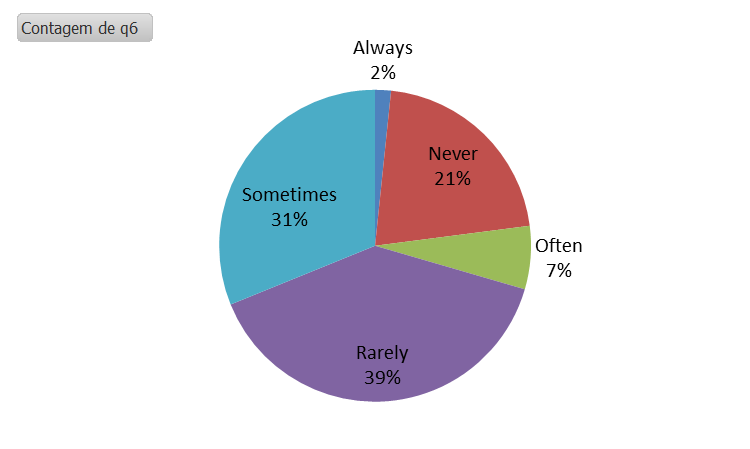 Contagem de q6
Always
2%
Never
21%
Sometimes
31%
Often
7%
Rarely
39%